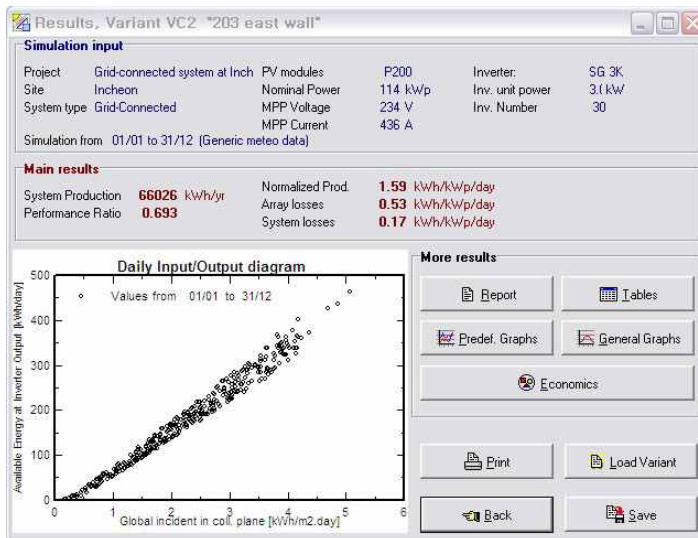 Results, Variant VC2 "203 east wall"
Simulation input
Project Grid-connected system at Inch PV modules P200 Inverter: SG 3K
Site Incheon Nominal Power 114 kWp Inv. unit power 3.( kW
System type Grid-Connected MPP Voltage 234 V Inv. Number 30
MPP Current 436 A
Simulation from 01/01 to 31/12 (Generic meteo data)
Main results
System Production 66026 kWh/yr Normalized Prod. 1.59 kWh/kWp/day
Performance Ratio 0.693 Array losses 0.53 kWh/kWp/day
System losses 0.17 kWh/kWp/day
Daily Input/Output diagram
Values from 01/01 to 31/12
Available Energy at Inverter Output [kWh/day]
500
400
300
200
100
0
0 1 2 3 4 5 6
Global incident in coll. plane [kWh/m2.day]
More results
Report Tables
Predef. Graphs General Graphs
Economics
Print Load Variant
Back Save